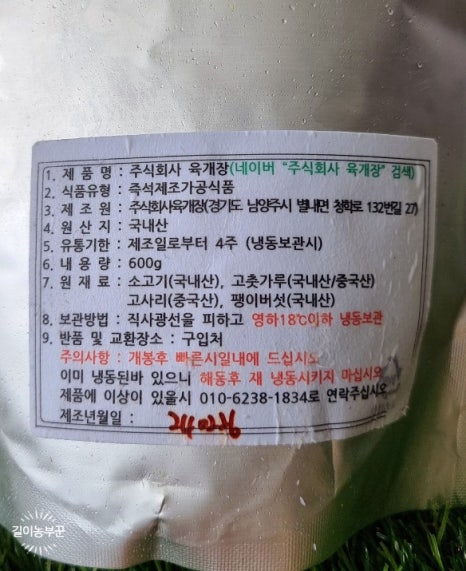 1. 제 품 명 : 주식회사 육개장(네이버 "주식회사 육개장" 검색)
2. 식품유형 : 즉석제조가공식품
3. 제 조 원 : 주식회사육개장(경기도 남양주시 별내면 청학로 132번길 27)
4. 원 산 지 : 국내산
5. 유통기한 : 제조일로부터 4주 (냉동보관시)
6. 내 용 량 : 600g
7. 원 재 료 : 소고기(국내산), 고춧가루(국내산/중국산)
고사리(중국산), 팽이버섯(국내산)
8. 보관방법 : 직사광선을 피하고 영하18℃이하 냉동보관
9. 반품 및 교환장소 : 구입처
주의사항 : 개봉후 빠른시일내에 드십시오
이미 냉동된바 있으니 해동후 재 냉동시키지 마십시오
제품에 이상이 있을시 010-6238-1834로 연락주십시오
제조년월일 :
길이농부꾼